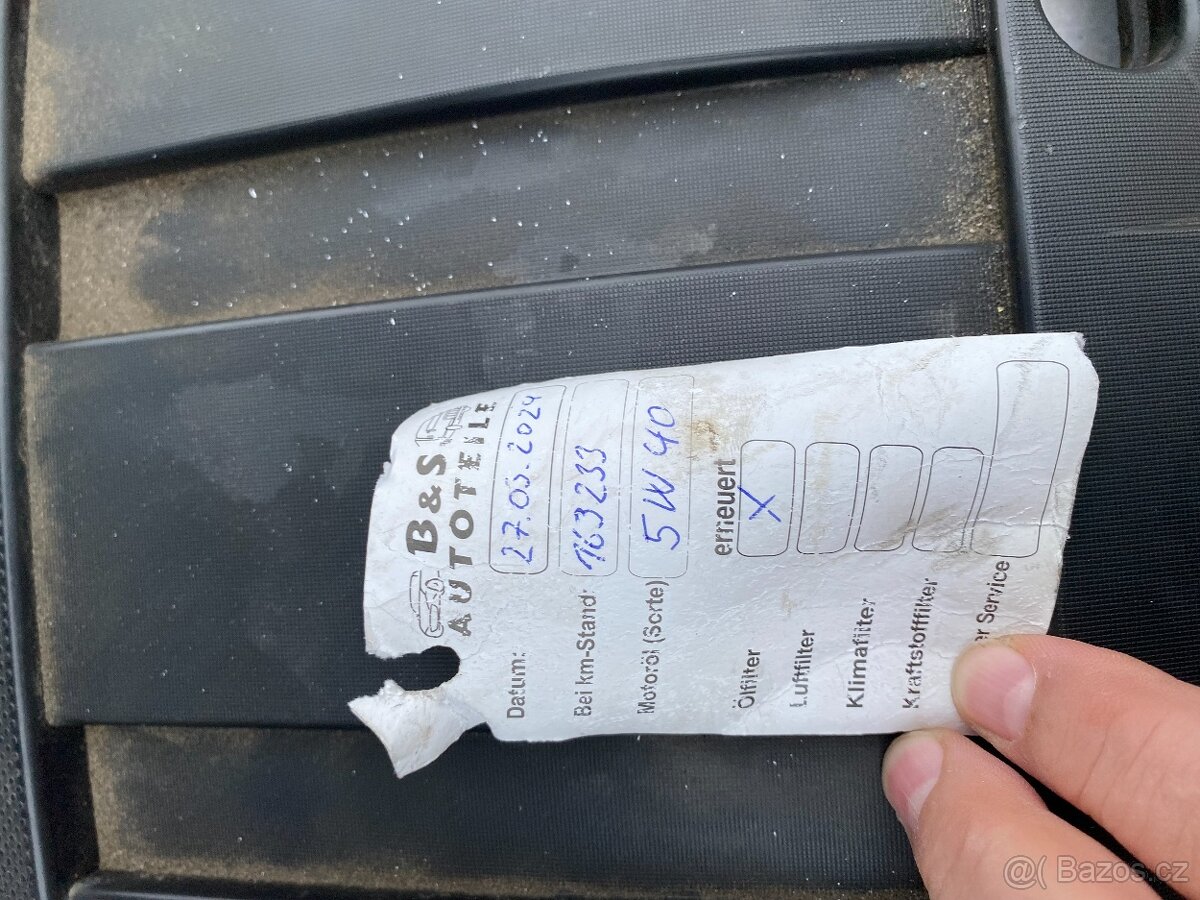 B&S
AUTOTEILE
Datum: 27.05.2024
Bei km-Stand: 163233
Motoröl (Sorte) 5W40
erneuert
Ölfilter X
Luftfilter
Klimafilter
Kraftstofffilter
er Service
@( Bazos.cz